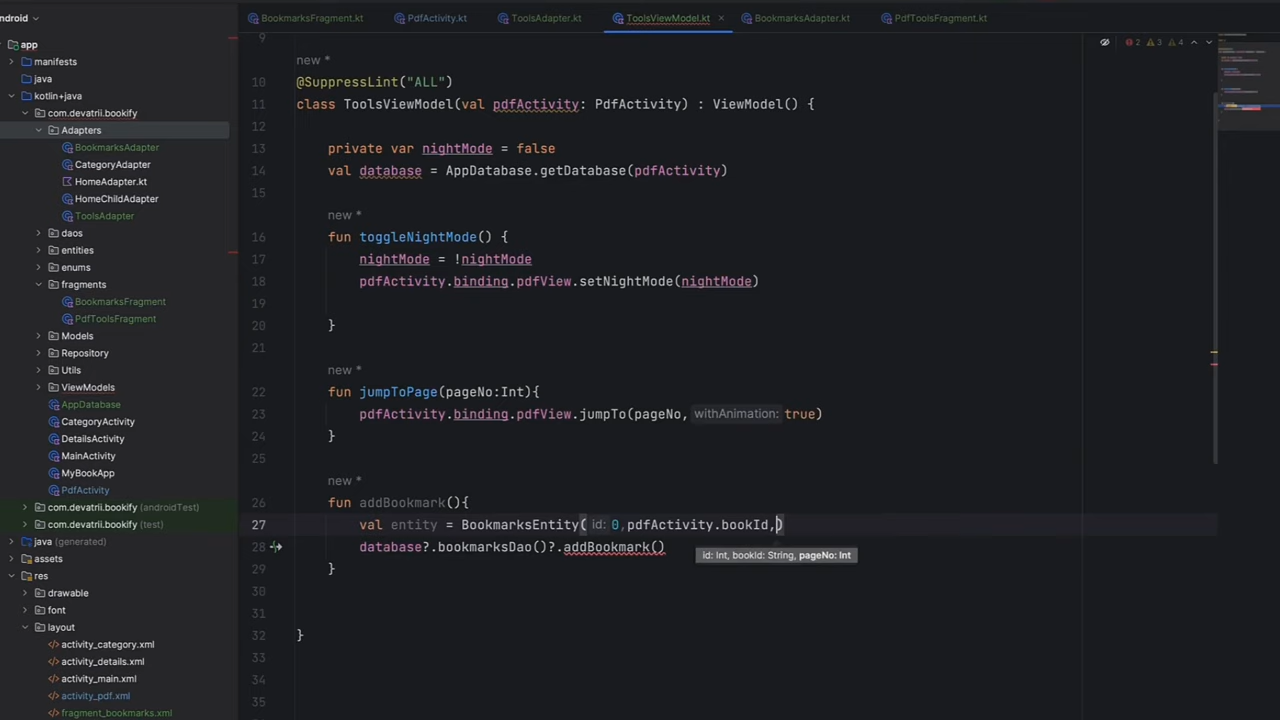 ndroid
BookmarksFragment.kt
PdfActivity.kt
ToolsAdapter.kt
ToolsViewModel.kt
BookmarksAdapter.kt
PdfToolsFragment.kt
app
manifests
java
kotlin+java
com.devatrii.bookify
Adapters
BookmarksAdapter
CategoryAdapter
HomeAdapter.kt
HomeChildAdapter
ToolsAdapter
daos
entities
enums
fragments
BookmarksFragment
PdfToolsFragment
Models
Repository
Utils
ViewModels
AppDatabase
CategoryActivity
DetailsActivity
MainActivity
MyBookApp
PdfActivity
com.devatrii.bookify (androidTest)
com.devatrii.bookify (test)
java (generated)
assets
res
drawable
font
layout
activity_category.xml
activity_details.xml
activity_main.xml
activity_pdf.xml
fragment_bookmarks.xml
2 3 4
9
new *
10 @SuppressLint("ALL")
11 class ToolsViewModel(val pdfActivity: PdfActivity) : ViewModel() {
12
13 private var nightMode = false
14 val database = AppDatabase.getDatabase(pdfActivity)
15
new *
16 fun toggleNightMode() {
17 nightMode = !nightMode
18 pdfActivity.binding.pdfView.setNightMode(nightMode)
19
20 }
21
new *
22 fun jumpToPage(pageNo:Int){
23 pdfActivity.binding.pdfView.jumpTo(pageNo, withAnimation: true)
24 }
25
new *
26 fun addBookmark(){
27 val entity = BookmarksEntity( id: 0,pdfActivity.bookId,)
28 database?.bookmarksDao()?.addBookmark()
id: Int, bookId: String, pageNo: Int
29 }
30
31
32 }
33
34
35